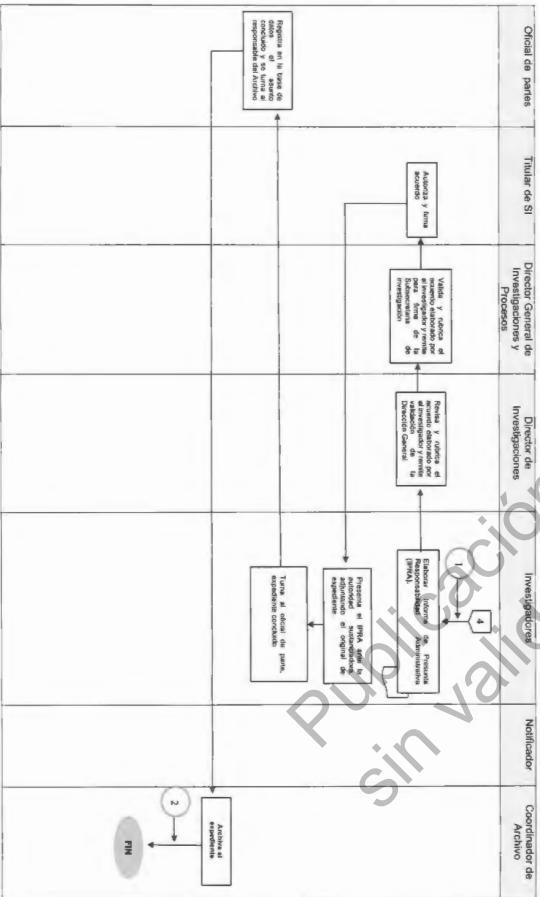 Oficial de partes
Titular de SI
Director General de
Investigaciones y
Procesos
Director de
Investigaciones
Investigadores
Notificador
Coordinador de
Archivo
1
4
Elaborar Informe de Presunta
Responsabilidad Administrativa
(IPRA).
Revisa y rubrica el
acuerdo elaborado por
el investigador y remite
validación de la
Dirección General
Valida y rubrica el
acuerdo elaborado por
el investigador y remite
para firma de la
Subsecretaria de
investigación
Autoriza y firma
acuerdo
Presenta el IPRA ante la
autoridad sustanciadora
adjuntando el original de
expediente
Turna al oficial de parte,
expediente concluido
Registra en la base de
datos el asunto
concluido y se turna al
responsable del Archivo
Archiva el
expediente
2
FIN
Publicación
sin valid